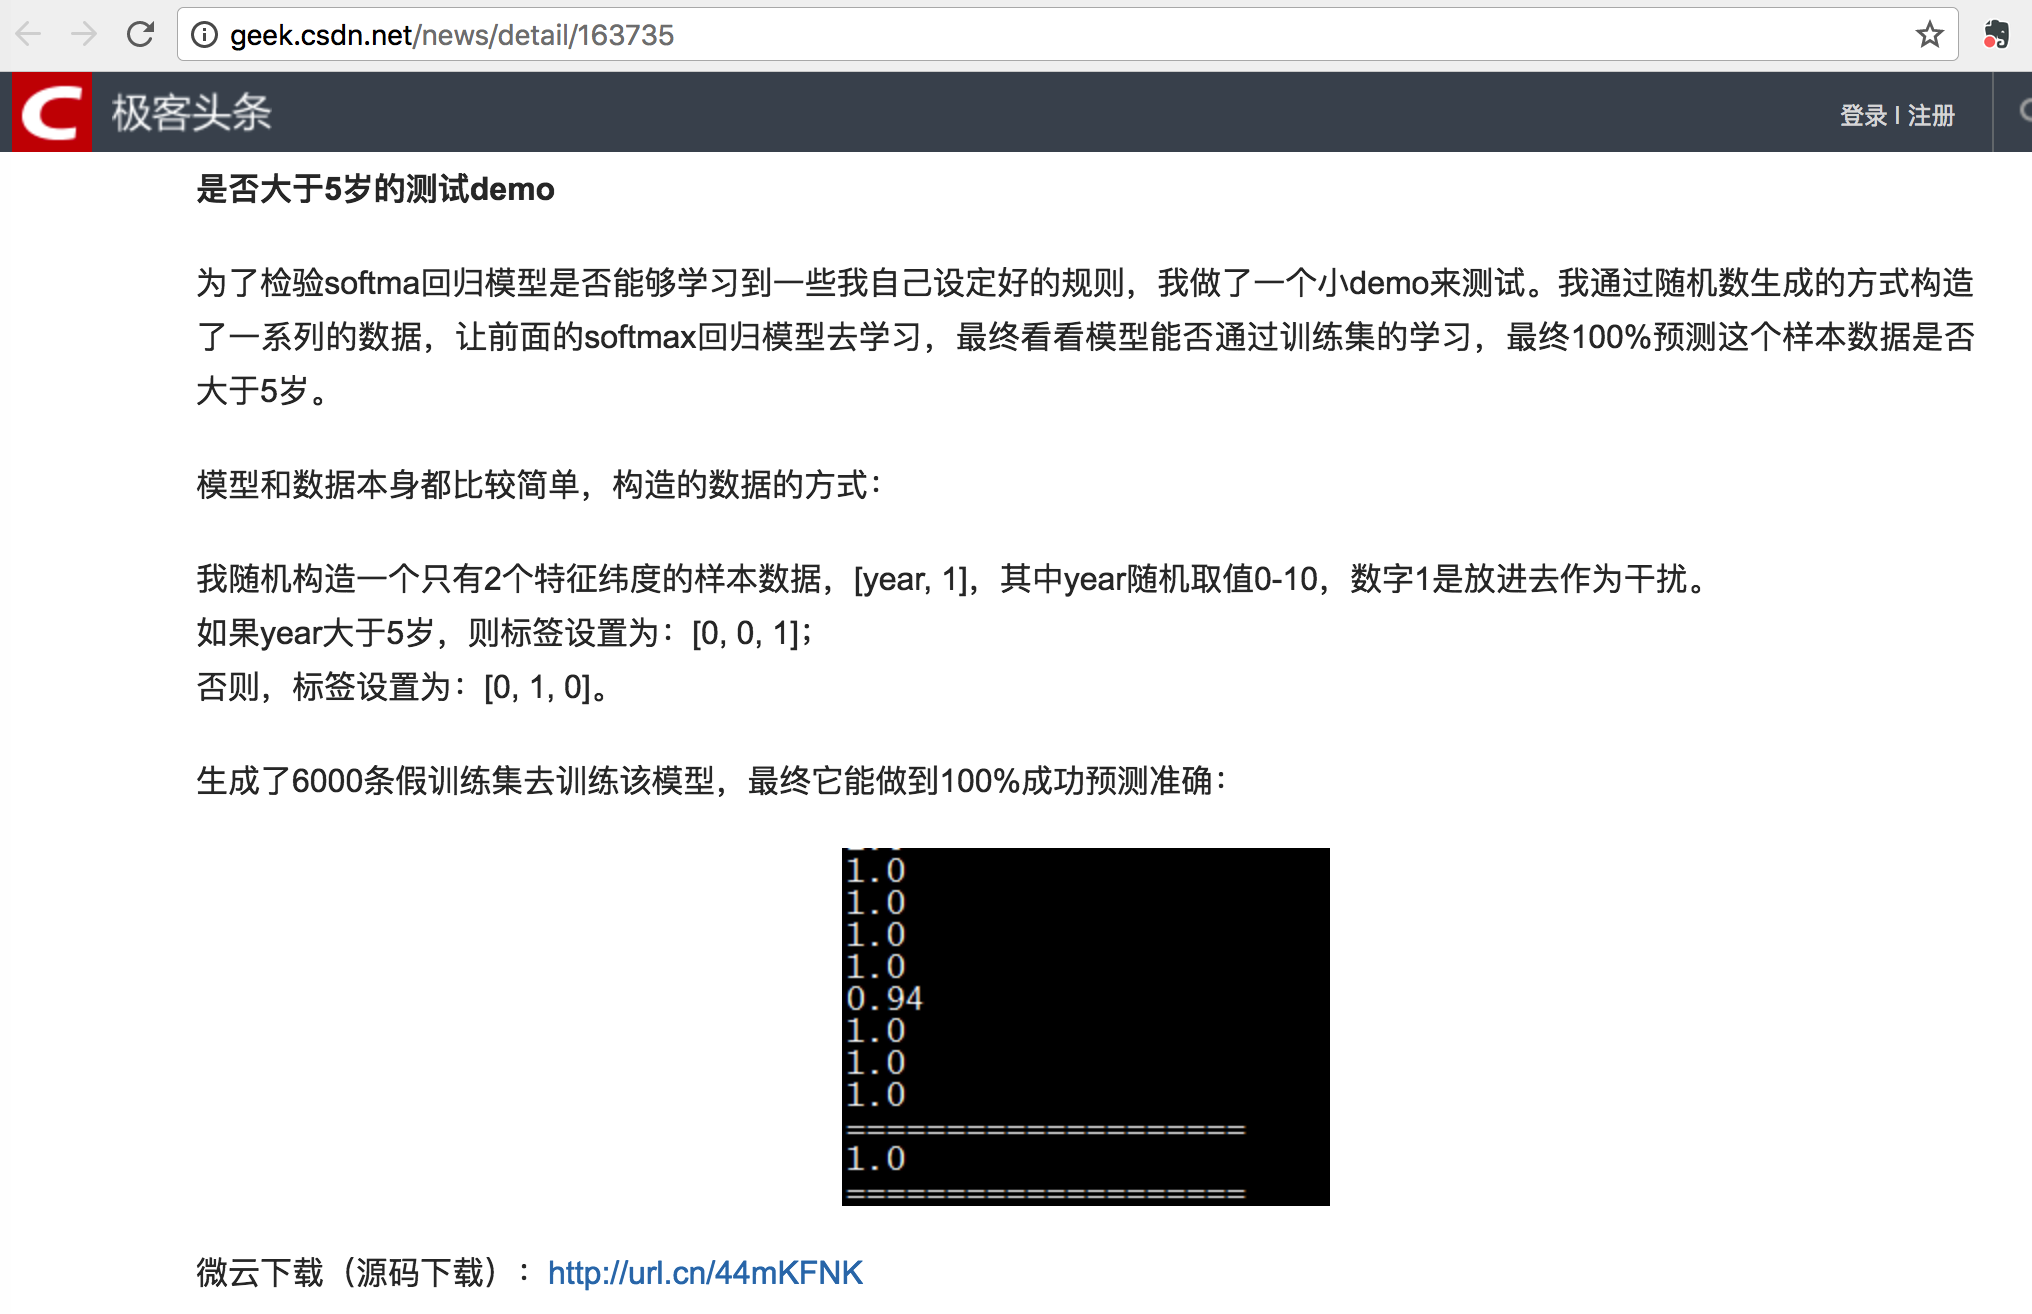 geek.csdn.net/news/detail/163735
极客头条
登录 | 注册
是否大于5岁的测试demo
为了检验softma回归模型是否能够学习到一些我自己设定好的规则，我做了一个小demo来测试。我通过随机数生成的方式构造
了一系列的数据，让前面的softmax回归模型去学习，最终看看模型能否通过训练集的学习，最终100%预测这个样本数据是否
大于5岁。
模型和数据本身都比较简单，构造的数据的方式：
我随机构造一个只有2个特征纬度的样本数据，[year, 1]，其中year随机取值0-10，数字1是放进去作为干扰。
如果year大于5岁，则标签设置为：[0, 0, 1]；
否则，标签设置为：[0, 1, 0]。
生成了6000条假训练集去训练该模型，最终它能做到100%成功预测准确：
1.0
1.0
1.0
1.0
0.94
1.0
1.0
1.0
====================
1.0
====================
微云下载（源码下载）：http://url.cn/44mKFNK